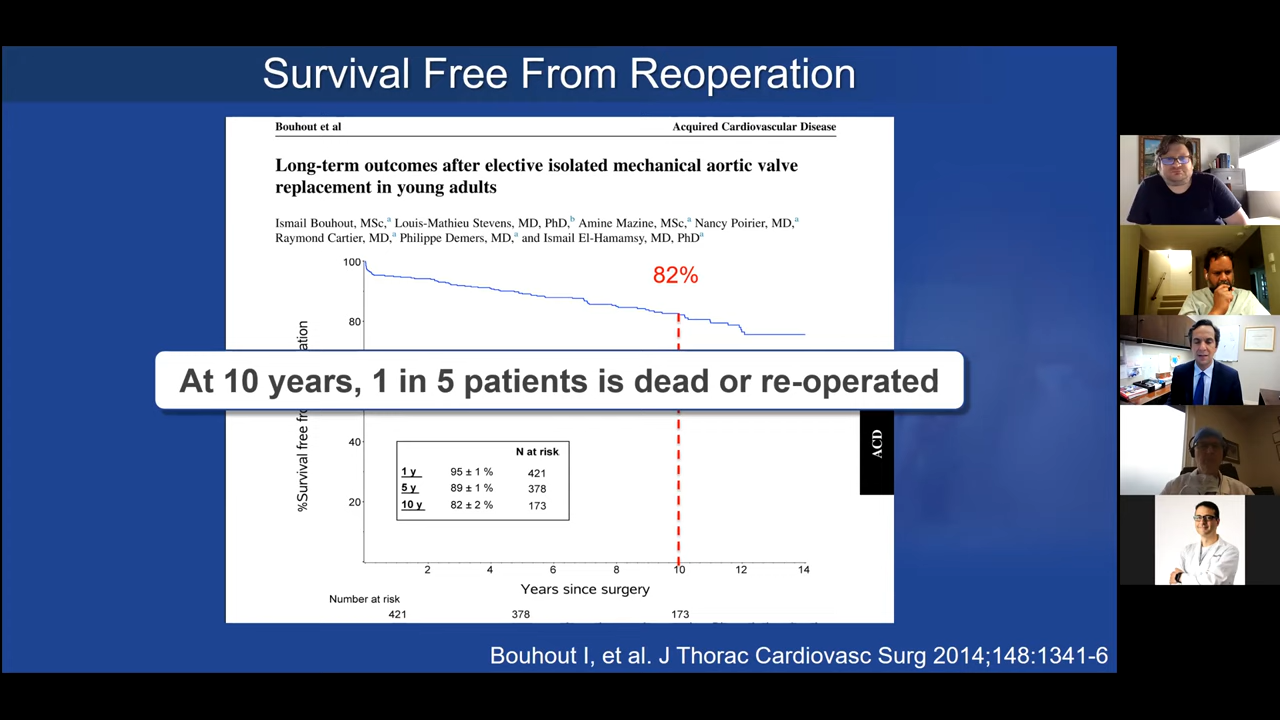 Survival Free From Reoperation
Bouhout et al
Acquired Cardiovascular Disease
Long-term outcomes after elective isolated mechanical aortic valve
replacement in young adults
Ismail Bouhout, MSc,a Louis-Mathieu Stevens, MD, PhD,b Amine Mazine, MSc,a Nancy Poirier, MD,a
Raymond Cartier, MD,a Philippe Demers, MD,a and Ismail El-Hamamsy, MD, PhDa
100
82%
80
At 10 years, 1 in 5 patients is dead or re-operated
40
20
%Survival free
N at risk
1 y 95 ± 1 % 421
5 y 89 ± 1 % 378
10 y 82 ± 2 % 173
ACD
2 4 6 8 10 12 14
Years since surgery
Number at risk
421 378 173
Bouhout I, et al. J Thorac Cardiovasc Surg 2014;148:1341-6